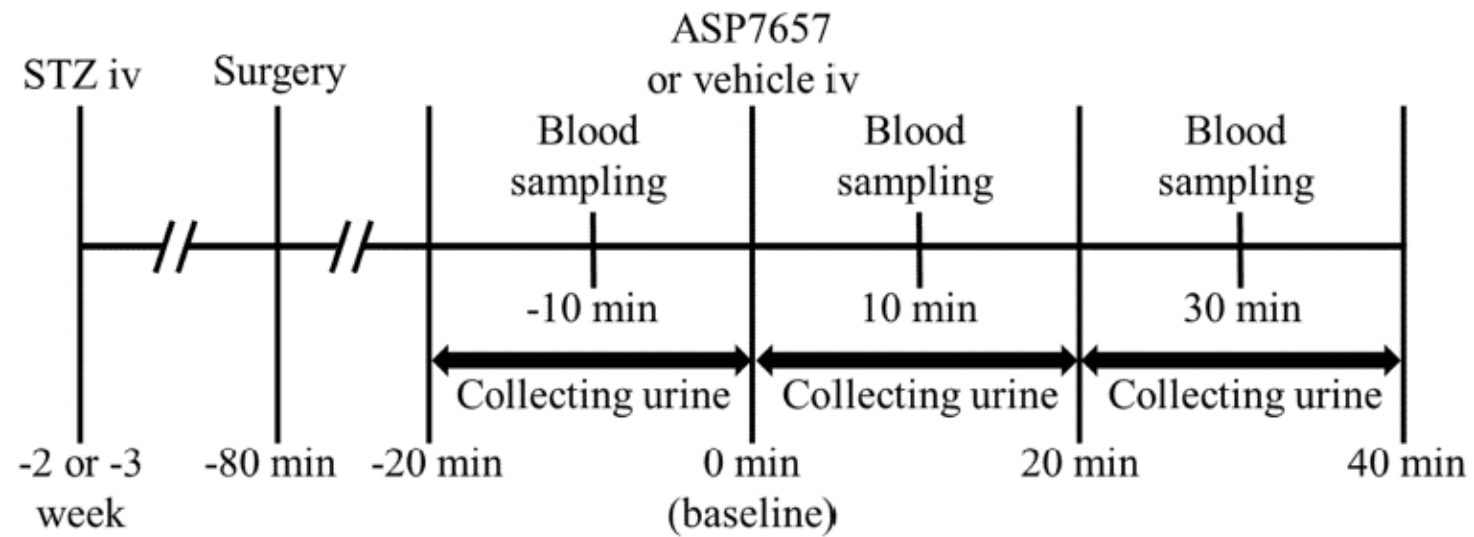 STZ iv
Surgery
ASP7657
or vehicle iv
Blood
sampling
Blood
sampling
Blood
sampling
-10 min
10 min
30 min
Collecting urine
Collecting urine
Collecting urine
-2 or -3
week
-80 min
-20 min
0 min
(baseline)
20 min
40 min